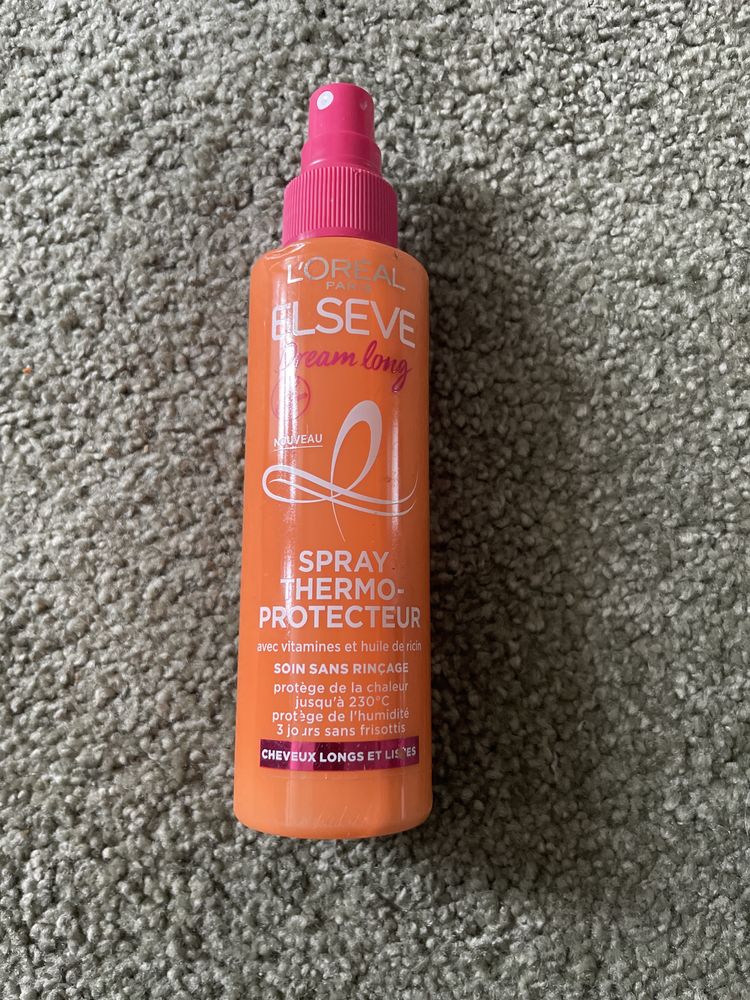 L'ORÉAL
PARIS
ELSEVE
Dream long
NOUVEAU
SPRAY
THERMO-
PROTECTEUR
avec vitamines et huile de ricin
SOIN SANS RINÇAGE
protège de la chaleur
jusqu'à 230°C
protège de l'humidité
3 jours sans frisottis
CHEVEUX LONGS ET LISSES